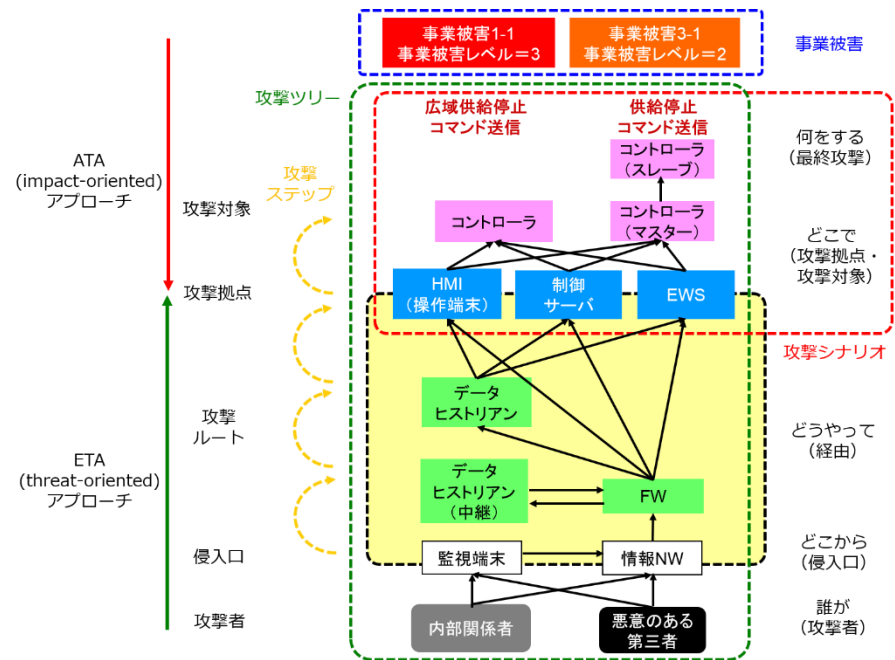 事業被害1-1
事業被害レベル＝3
事業被害3-1
事業被害レベル＝2
事業被害
攻撃ツリー
広域供給停止
コマンド送信
供給停止
コマンド送信
何をする
（最終攻撃）
コントローラ
（スレーブ）
ATA
(impact-oriented)
アプローチ
攻撃
ステップ
攻撃対象
コントローラ
コントローラ
（マスター）
どこで
（攻撃拠点・
攻撃対象）
攻撃拠点
HMI
（操作端末）
制御
サーバ
EWS
攻撃シナリオ
データ
ヒストリアン
攻撃
ルート
どうやって
（経由）
ETA
(threat-oriented)
アプローチ
データ
ヒストリアン
（中継）
FW
侵入口
監視端末
情報NW
どこから
（侵入口）
攻撃者
内部関係者
悪意のある
第三者
誰が
（攻撃者）